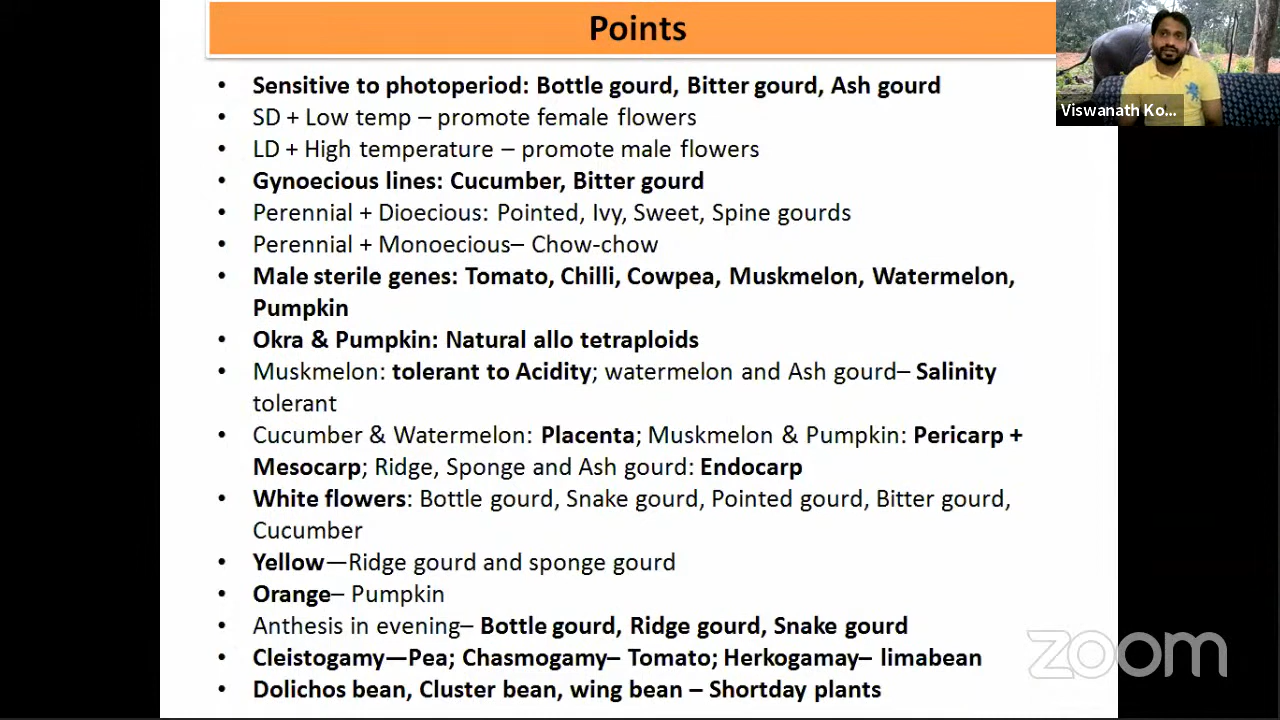 Points
• Sensitive to photoperiod: Bottle gourd, Bitter gourd, Ash gourd
• SD + Low temp – promote female flowers
• LD + High temperature – promote male flowers
• Gynoecious lines: Cucumber, Bitter gourd
• Perennial + Dioecious: Pointed, Ivy, Sweet, Spine gourds
• Perennial + Monoecious– Chow-chow
• Male sterile genes: Tomato, Chilli, Cowpea, Muskmelon, Watermelon,
Pumpkin
• Okra & Pumpkin: Natural allo tetraploids
• Muskmelon: tolerant to Acidity; watermelon and Ash gourd– Salinity
tolerant
• Cucumber & Watermelon: Placenta; Muskmelon & Pumpkin: Pericarp +
Mesocarp; Ridge, Sponge and Ash gourd: Endocarp
• White flowers: Bottle gourd, Snake gourd, Pointed gourd, Bitter gourd,
Cucumber
• Yellow—Ridge gourd and sponge gourd
• Orange– Pumpkin
• Anthesis in evening– Bottle gourd, Ridge gourd, Snake gourd
• Cleistogamy—Pea; Chasmogamy– Tomato; Herkogamay– limabean
• Dolichos bean, Cluster bean, wing bean – Shortday plants
Viswanath Ko...
zoom